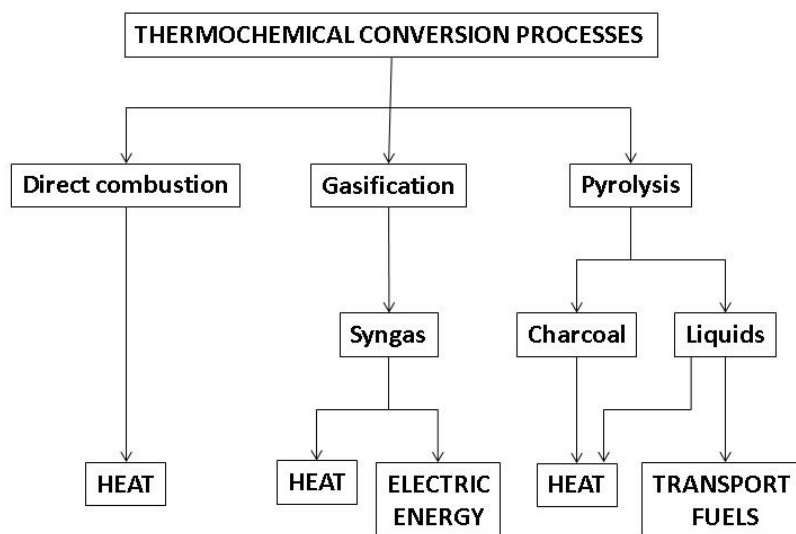 THERMOCHEMICAL CONVERSION PROCESSES
Direct combustion
Gasification
Pyrolysis
Syngas
Charcoal
Liquids
HEAT
HEAT
ELECTRIC
ENERGY
HEAT
TRANSPORT
FUELS